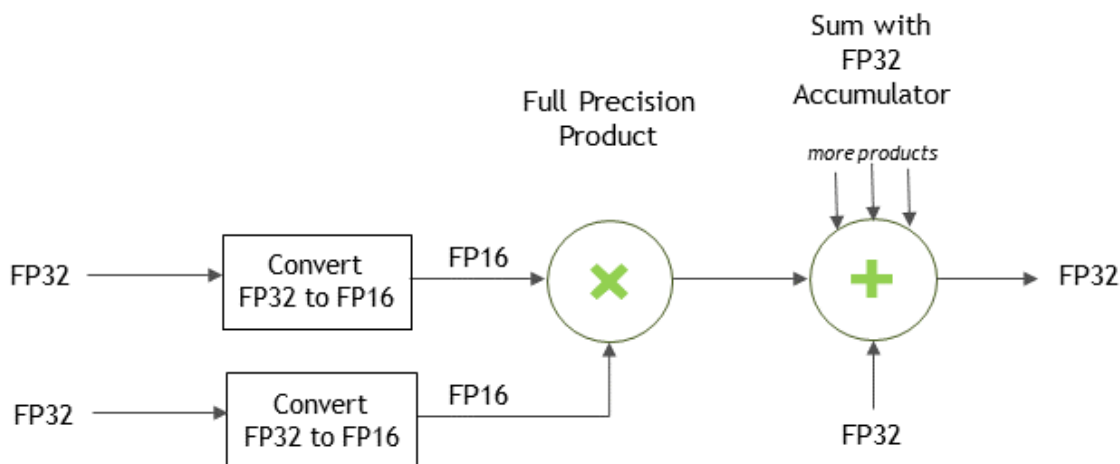 Sum with
FP32
Accumulator
Full Precision
Product
more products
FP32
Convert
FP32 to FP16
FP16
FP32
FP32
Convert
FP32 to FP16
FP16
FP32